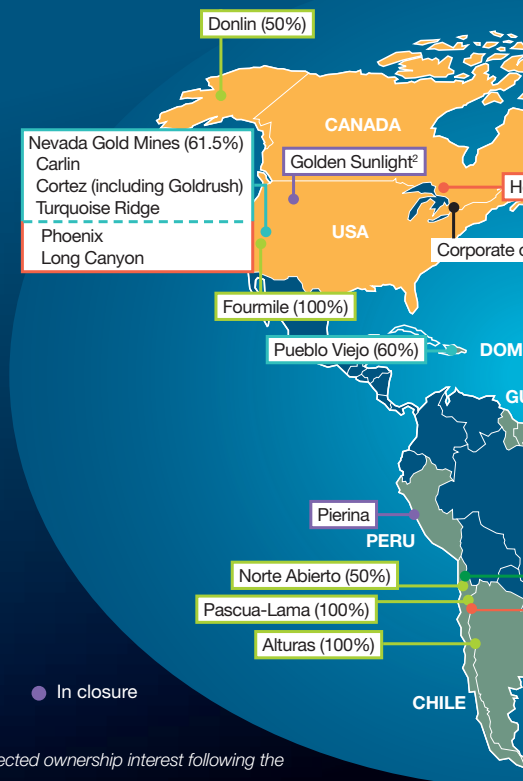 Donlin (50%)
CANADA
Nevada Gold Mines (61.5%)
Carlin
Cortez (including Goldrush)
Turquoise Ridge
Phoenix
Long Canyon
Golden Sunlight²
USA
Corporate
Fourmile (100%)
Pueblo Viejo (60%)
DOM
GU
Pierina
PERU
Norte Abierto (50%)
Pascua-Lama (100%)
Alturas (100%)
CHILE
In closure
ected ownership interest following the